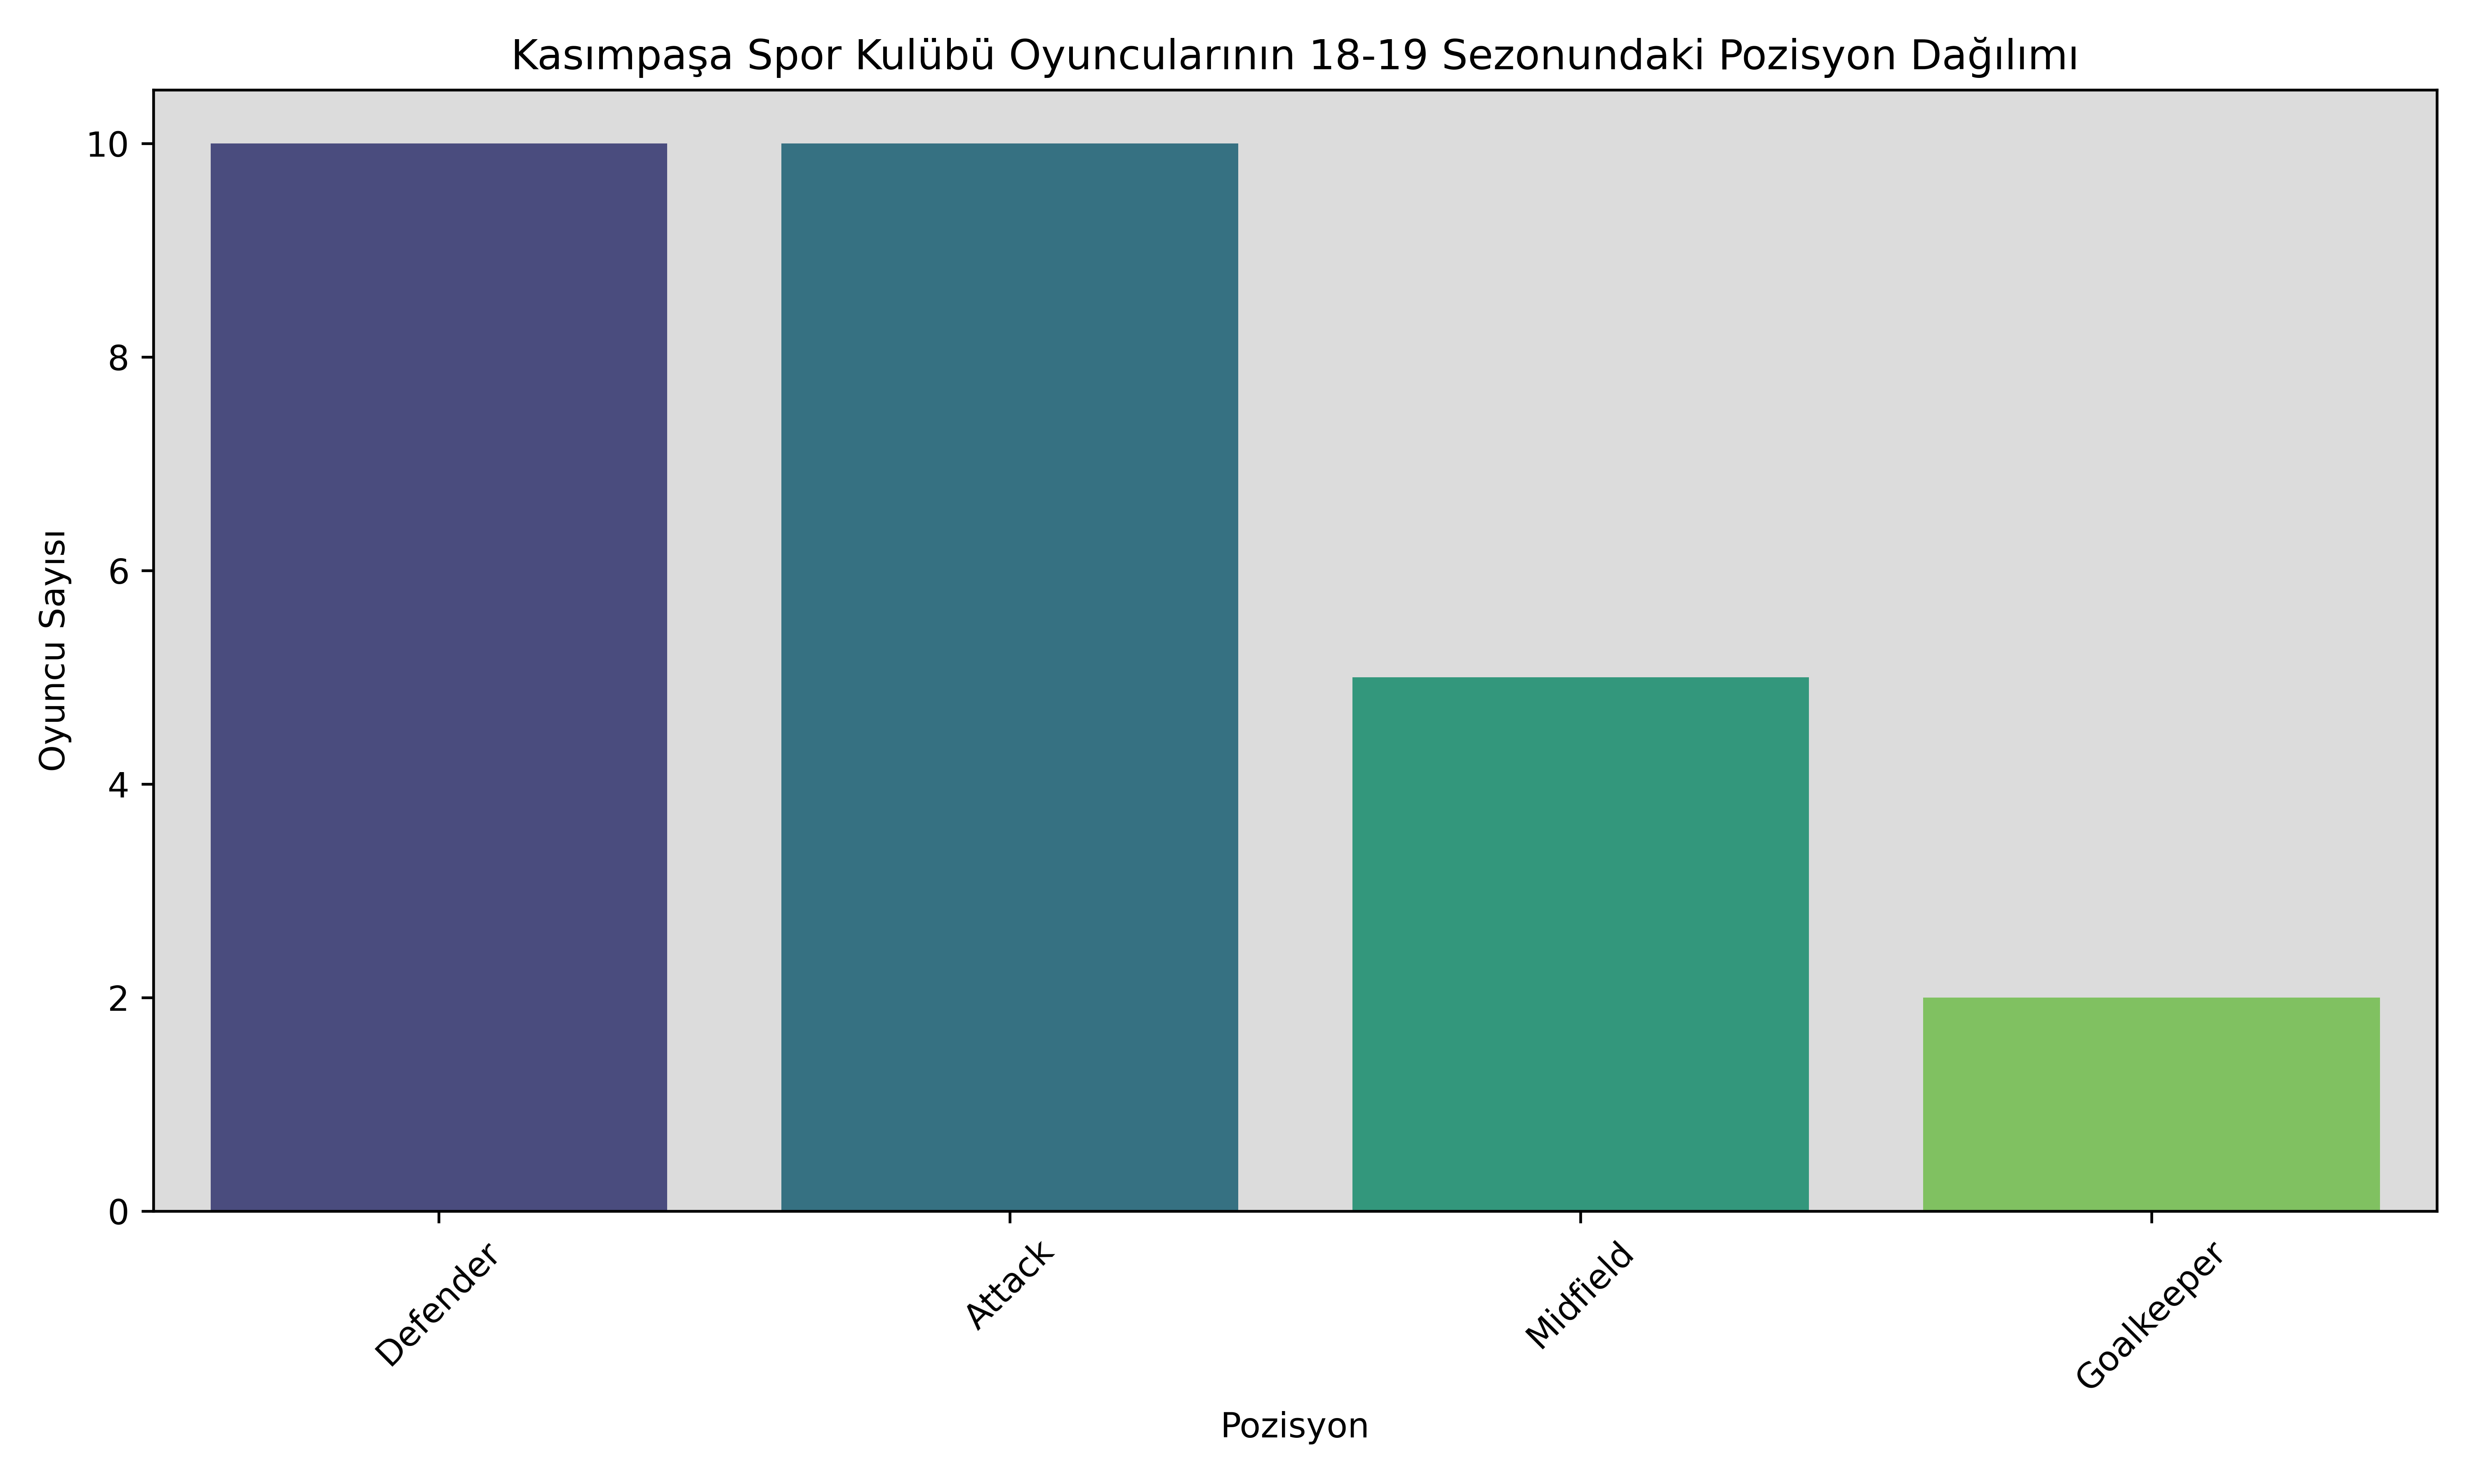 Kasımpaşa Spor Kulübü Oyuncularının 18-19 Sezonundaki Pozisyon Dağılımı
Oyuncu Sayısı
10
8
6
4
2
0
Defender
Attack
Midfield
Goalkeeper
Pozisyon